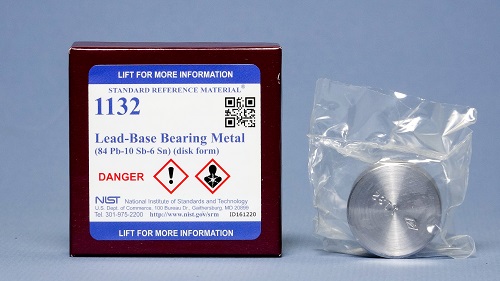 LIFT FOR MORE INFORMATION
STANDARD REFERENCE MATERIAL®
1132
Lead-Base Bearing Metal
(84 Pb-10 Sb-6 Sn) (disk form)
DANGER
NIST National Institute of Standards and Technology
U.S. Dept. of Commerce, 100 Bureau Dr., Gaithersburg, MD 20899
Tel: 301-975-2200 http://www.nist.gov/srm ID161220
LIFT FOR MORE INFORMATION